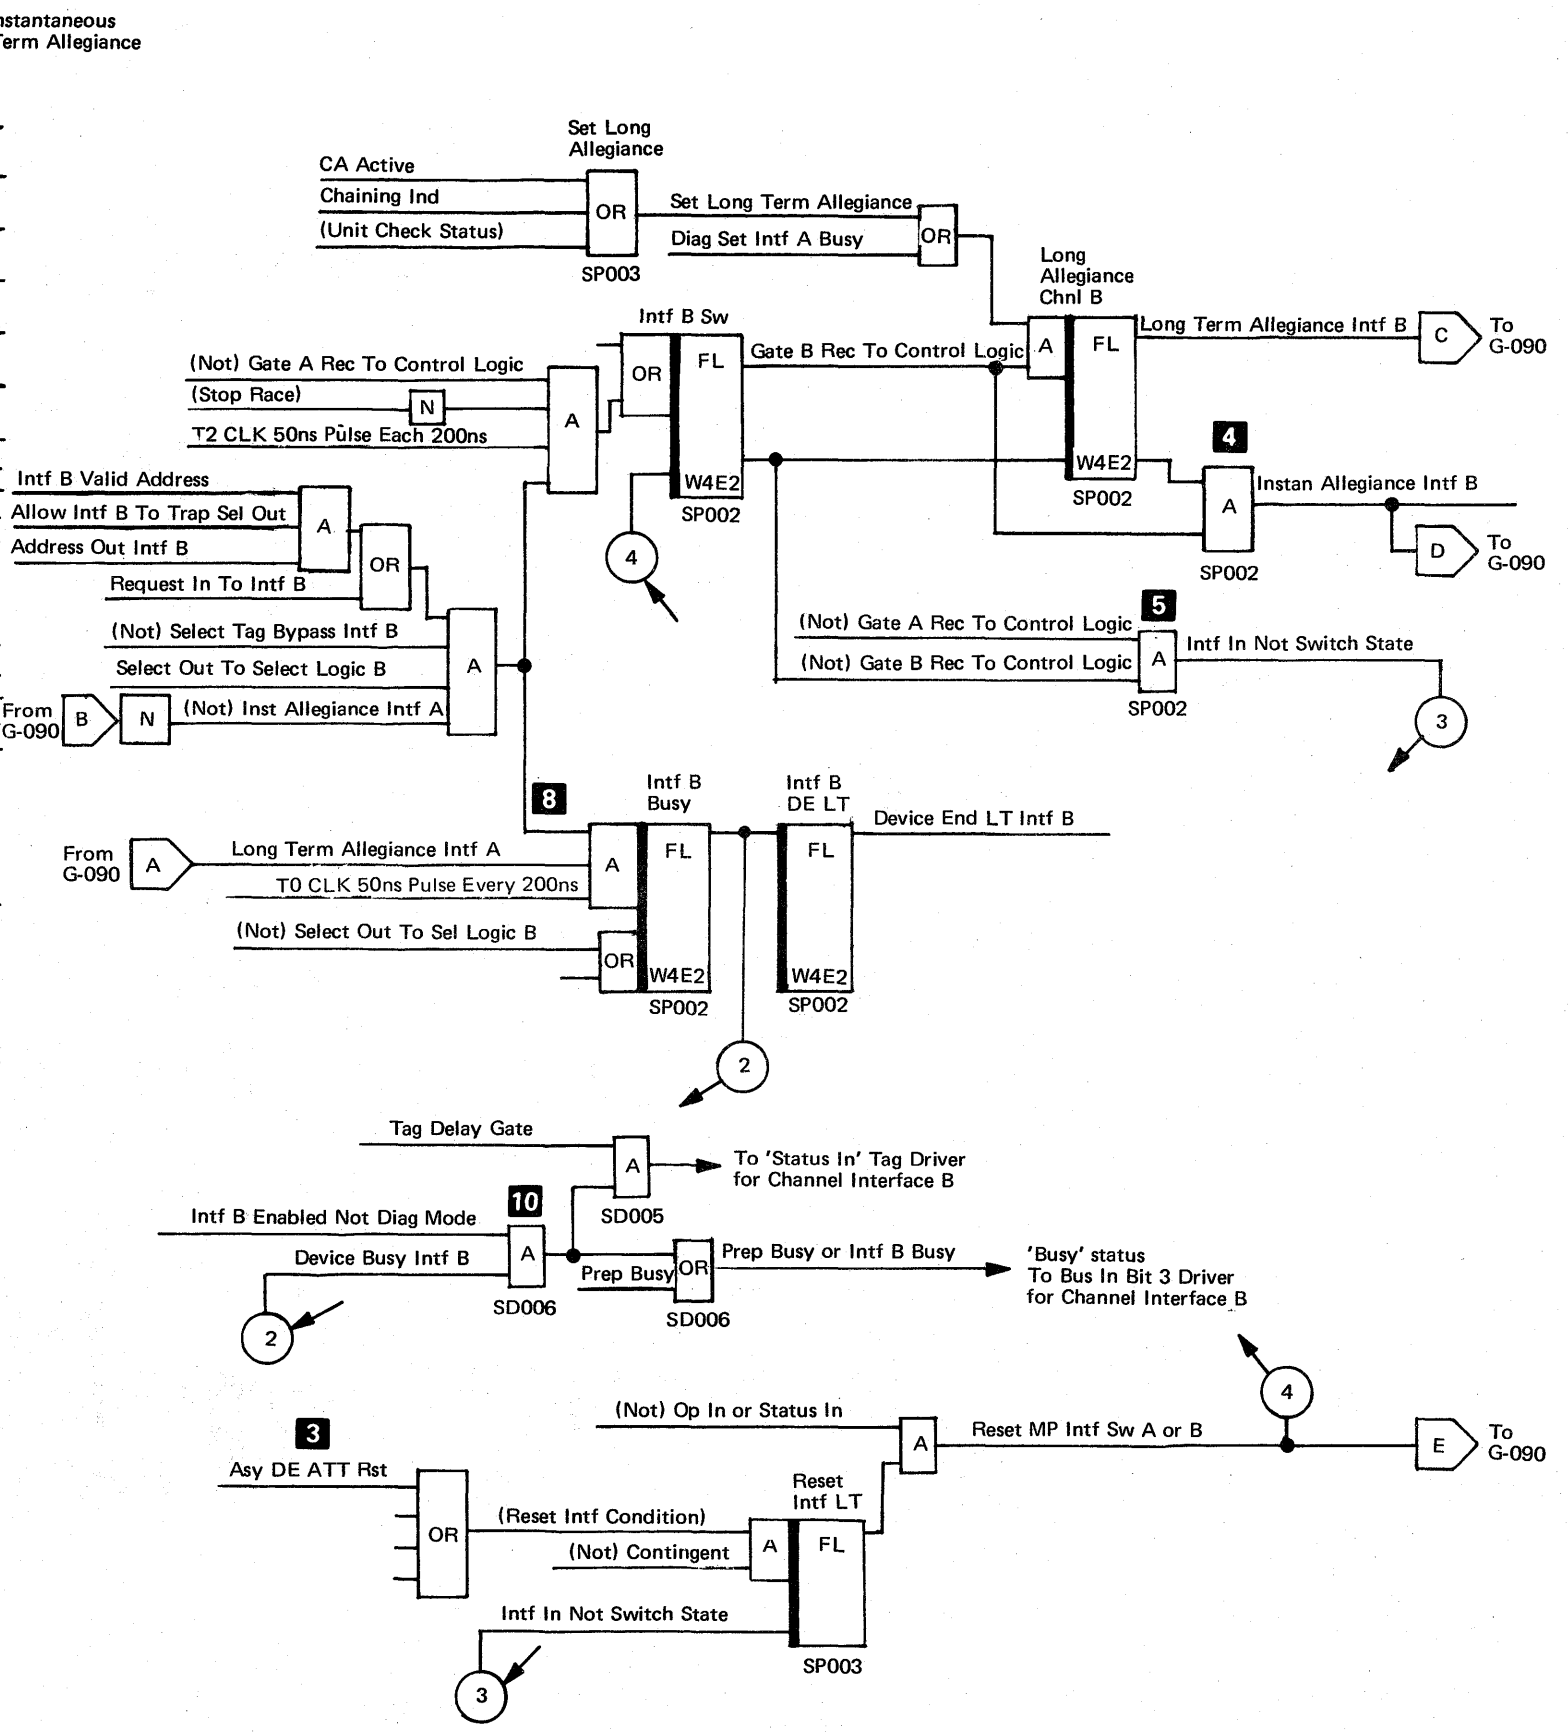 nstantaneous
Term Allegiance
Set Long
Allegiance
CA Active
Chaining Ind
(Unit Check Status)
OR
SP003
Set Long Term Allegiance
Diag Set Intf A Busy
OR
Long
Allegiance
Chnl B
A
FL
W4E2
SP002
Long Term Allegiance Intf B
C
To
G-090
Intf B Sw
(Not) Gate A Rec To Control Logic
(Stop Race)
N
T2 CLK 50ns Pulse Each 200ns
A
OR
FL
W4E2
SP002
Gate B Rec To Control Logic
4
4
A
SP002
Instan Allegiance Intf B
D
To
G-090
Intf B Valid Address
Allow Intf B To Trap Sel Out
Address Out Intf B
A
Request In To Intf B
OR
(Not) Select Tag Bypass Intf B
Select Out To Select Logic B
From
G-090
B
N
(Not) Inst Allegiance Intf A
A
5
(Not) Gate A Rec To Control Logic
(Not) Gate B Rec To Control Logic
A
SP002
Intf In Not Switch State
3
8
Intf B
Busy
Intf B
DE LT
From
G-090
A
Long Term Allegiance Intf A
T0 CLK 50ns Pulse Every 200ns
(Not) Select Out To Sel Logic B
A
OR
FL
W4E2
SP002
FL
W4E2
SP002
Device End LT Intf B
2
Tag Delay Gate
A
SD005
To 'Status In' Tag Driver
for Channel Interface B
10
Intf B Enabled Not Diag Mode
Device Busy Intf B
A
SD006
2
Prep Busy
OR
SD006
Prep Busy or Intf B Busy
'Busy' status
To Bus In Bit 3 Driver
for Channel Interface B
4
(Not) Op In or Status In
A
Reset MP Intf Sw A or B
E
To
G-090
3
Asy DE ATT Rst
OR
(Reset Intf Condition)
(Not) Contingent
Reset
Intf LT
A
FL
Intf In Not Switch State
SP003
3